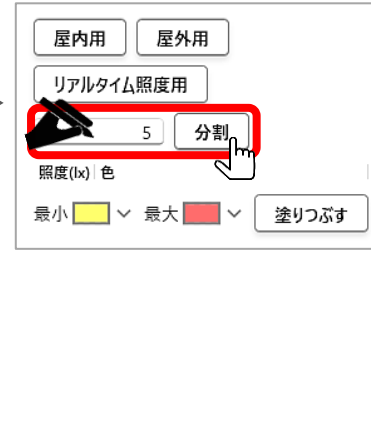 屋内用 屋外用
リアルタイム照度用
5 分割
照度(lx) 色
最小 最大 塗りつぶす